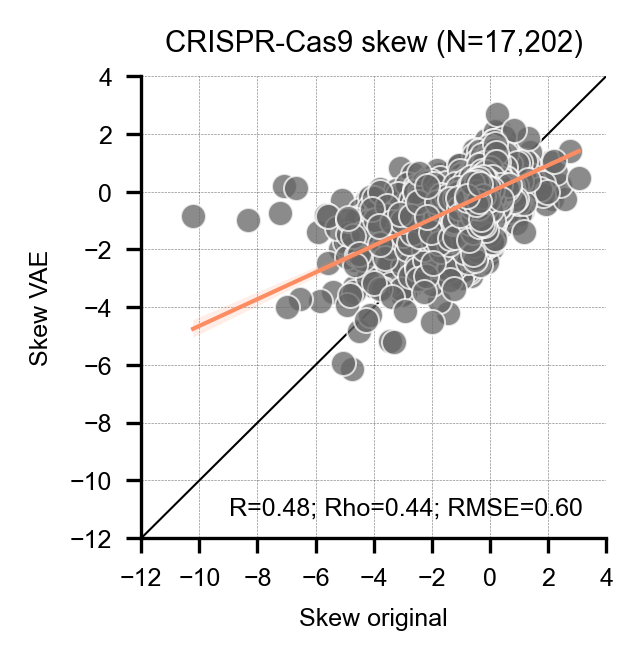 CRISPR-Cas9 skew (N=17,202)
4
2
0
−2
−4
−6
−8
−10
−12
Skew VAE
R=0.48; Rho=0.44; RMSE=0.60
−12 −10 −8 −6 −4 −2 0 2 4
Skew original